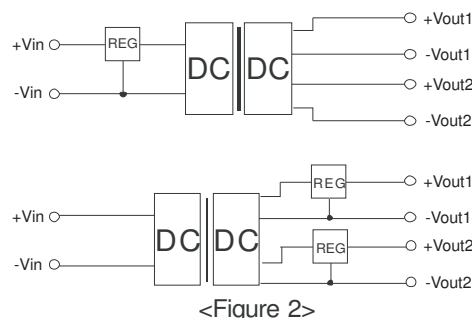 +Vout1
+Vin REG
DC DC -Vout1
+Vout2
-Vin
-Vout2
REG +Vout1
+Vin -Vout1
DC DC REG +Vout2
-Vin
-Vout2
<Figure 2>